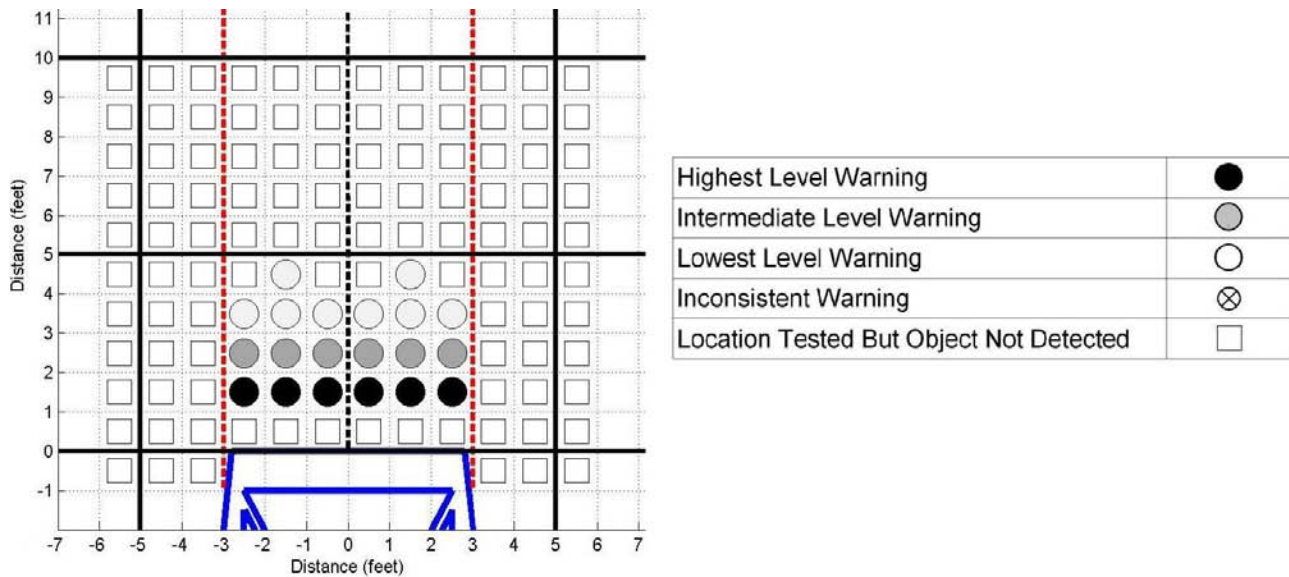 11
10
9
8
7
6
5
4
3
2
1
0
-1
Distance (feet)
-7 -6 -5 -4 -3 -2 -1 0 1 2 3 4 5 6 7
Distance (feet)
Highest Level Warning
Intermediate Level Warning
Lowest Level Warning
Inconsistent Warning
Location Tested But Object Not Detected